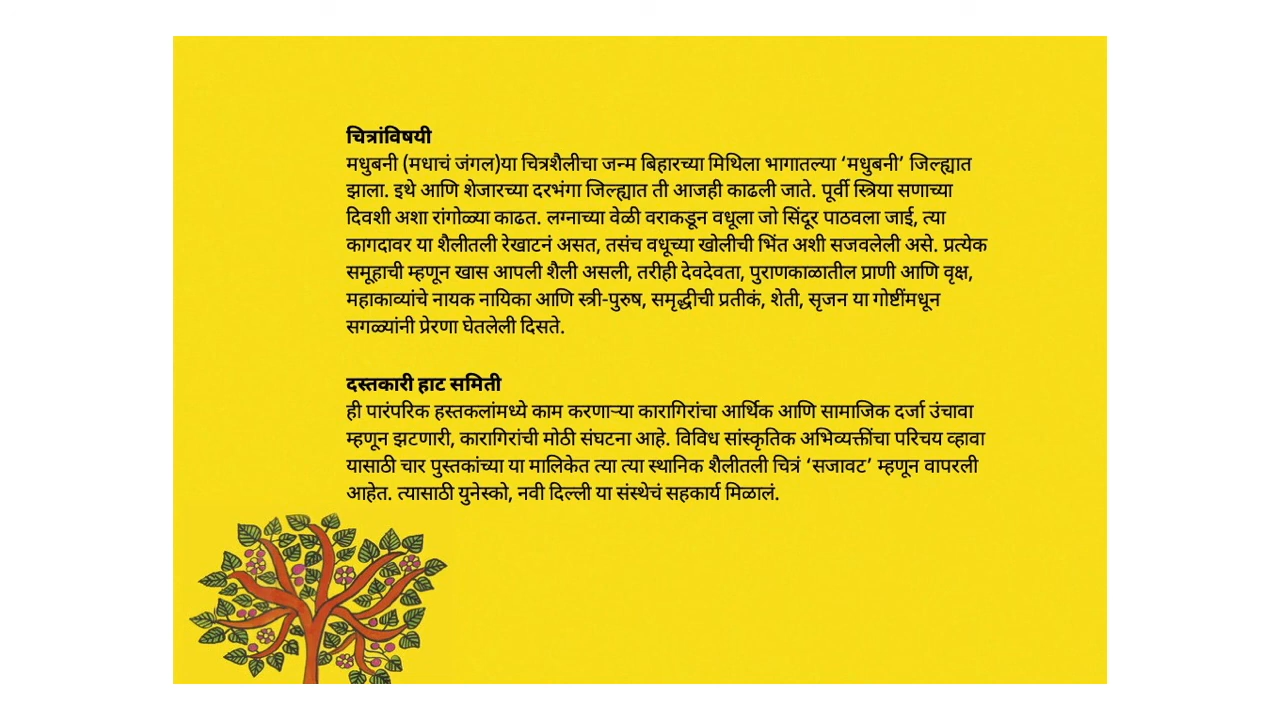 चित्रांविषयी
मधुबनी (मधाचं जंगल)या चित्रशैलीचा जन्म बिहारच्या मिथिला भागातल्या ‘मधुबनी’ जिल्ह्यात
झाला. इथे आणि शेजारच्या दरभंगा जिल्ह्यात ती आजही काढली जाते. पूर्वी स्त्रिया सणाच्या
दिवशी अशा रांगोळ्या काढत. लग्नाच्या वेळी वराकडून वधूला जो सिंदूर पाठवला जाई, त्या
कागदावर या शैलीतली रेखाटनं असत, तसंच वधूच्या खोलीची भिंत अशी सजवलेली असे. प्रत्येक
समूहाची म्हणून खास आपली शैली असली, तरीही देवदेवता, पुराणकाळातील प्राणी आणि वृक्ष,
महाकाव्यांचे नायक नायिका आणि स्त्री-पुरुष, समृद्धीची प्रतीकं, शेती, सृजन या गोष्टींमधून
सगळ्यांनी प्रेरणा घेतलेली दिसते.
दस्तकारी हाट समिती
ही पारंपरिक हस्तकलांमध्ये काम करणाऱ्या कारागिरांचा आर्थिक आणि सामाजिक दर्जा उंचावा
म्हणून झटणारी, कारागिरांची मोठी संघटना आहे. विविध सांस्कृतिक अभिव्यक्तींचा परिचय व्हावा
यासाठी चार पुस्तकांच्या या मालिकेत त्या त्या स्थानिक शैलीतली चित्रं ‘सजावट’ म्हणून वापरली
आहेत. त्यासाठी युनेस्को, नवी दिल्ली या संस्थेचं सहकार्य मिळालं.